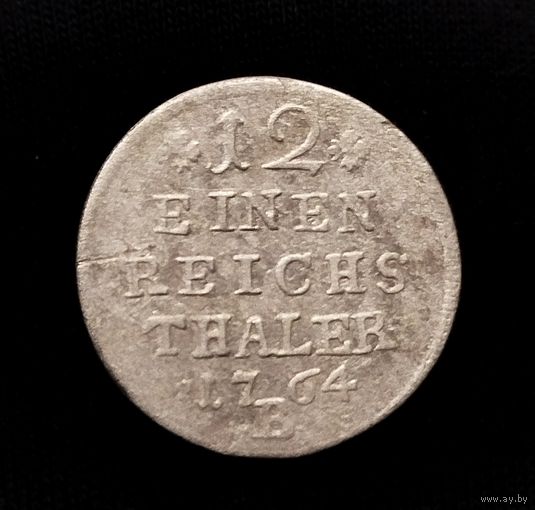 *12*
EINEN
REICHS
THALER
1764
B
www.ay.by